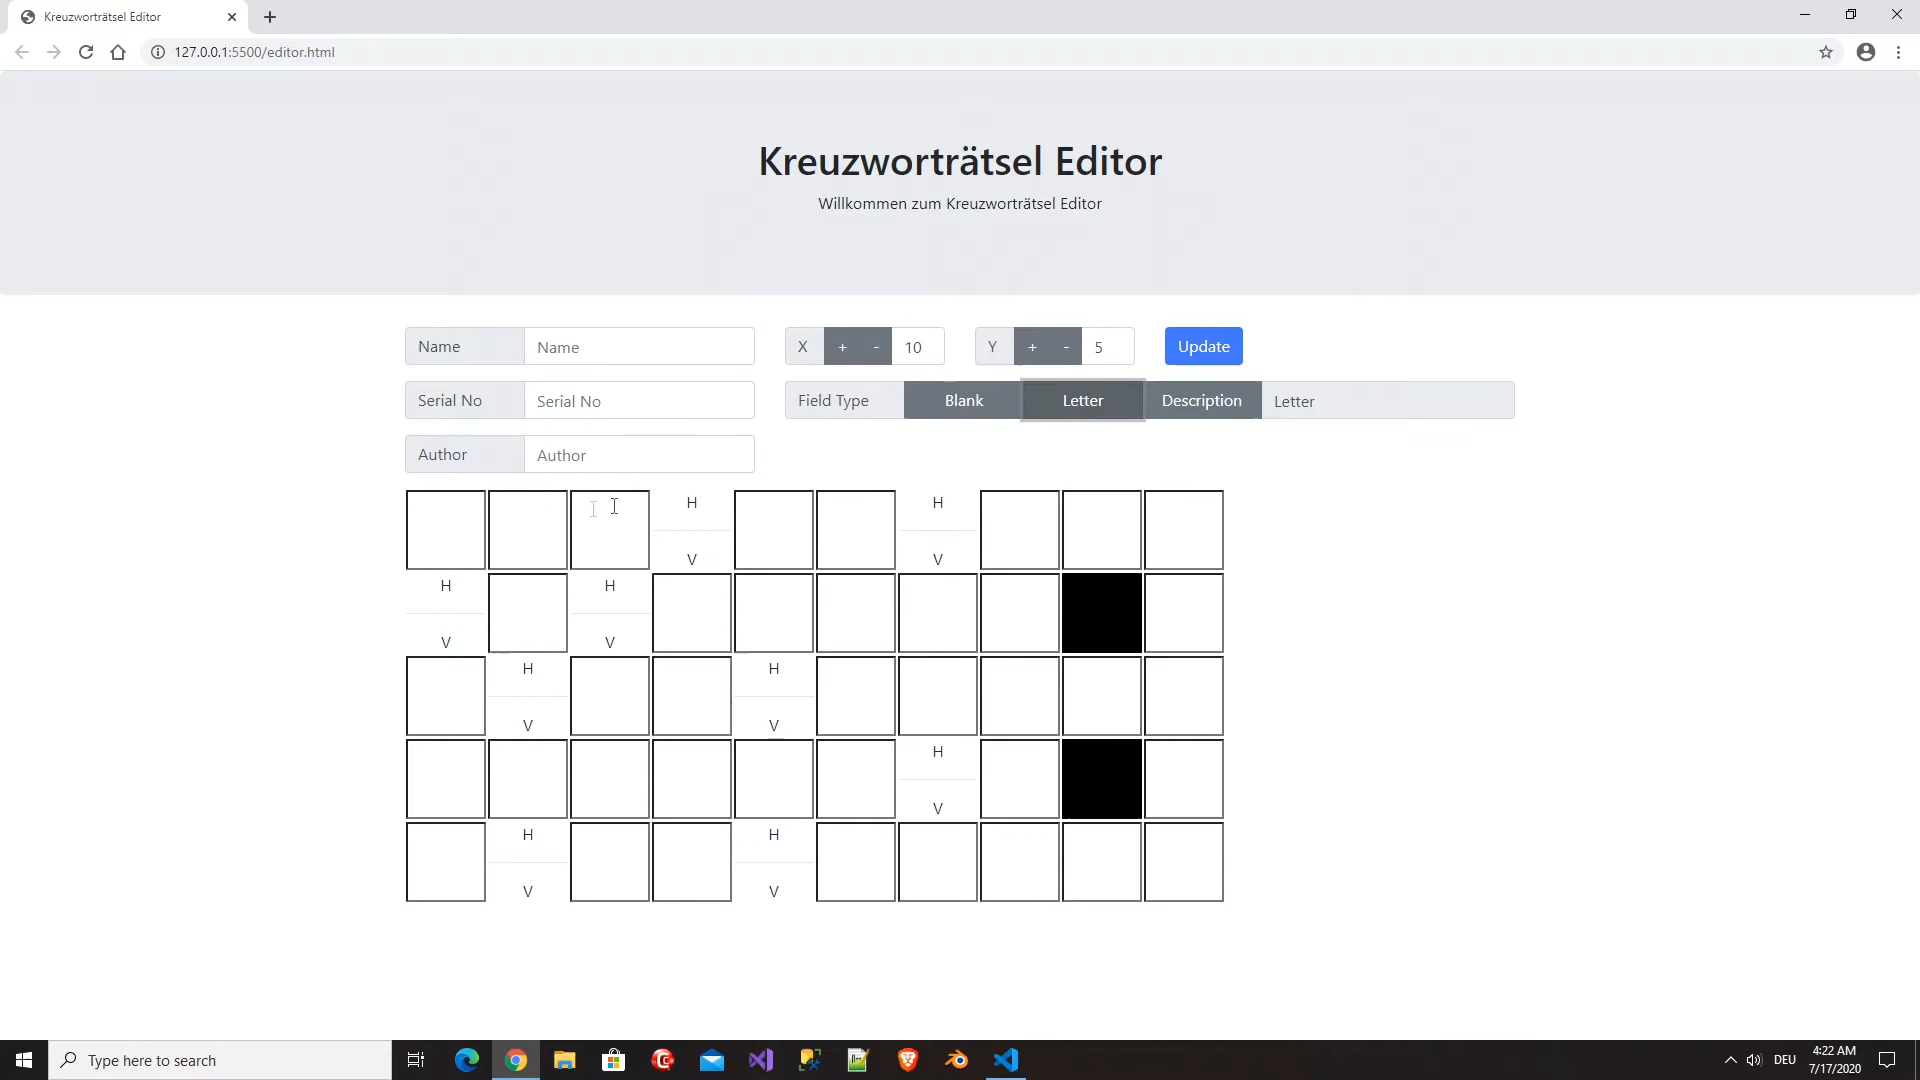 Kreuzworträtsel Editor
127.0.0.1:5500/editor.html
Kreuzworträtsel Editor
Willkommen zum Kreuzworträtsel Editor
Name Name X + - 10 Y + - 5 Update
Serial No Serial No Field Type Blank Letter Description Letter
Author Author
H H
V V
H H
V V
H H
V V
H
V
H H
V V
Type here to search
DEU
4:22 AM
7/17/2020